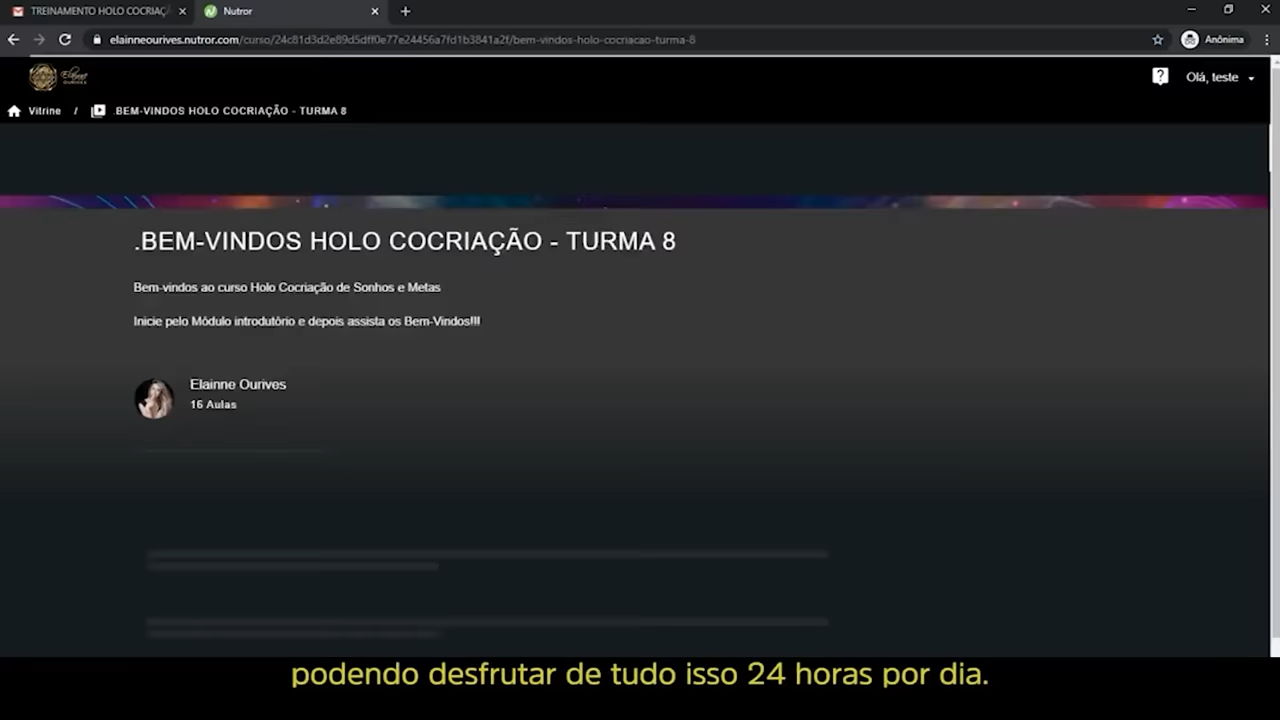 TREINAMENTO HOLO COCRIAÇ
Nutror
elainneourives.nutror.com/curso/24c81d3d2e89d5dff0e77e24456a7fd1b3841a2f/bem-vindos-holo-cocriacao-turma-8
Anônima
Elainne
OURIVES
Olá, teste
Vitrine / .BEM-VINDOS HOLO COCRIAÇÃO - TURMA 8
.BEM-VINDOS HOLO COCRIAÇÃO - TURMA 8
Bem-vindos ao curso Holo Cocriação de Sonhos e Metas
Inicie pelo Módulo introdutório e depois assista os Bem-Vindos!!!
Elainne Ourives
16 Aulas
podendo desfrutar de tudo isso 24 horas por dia.